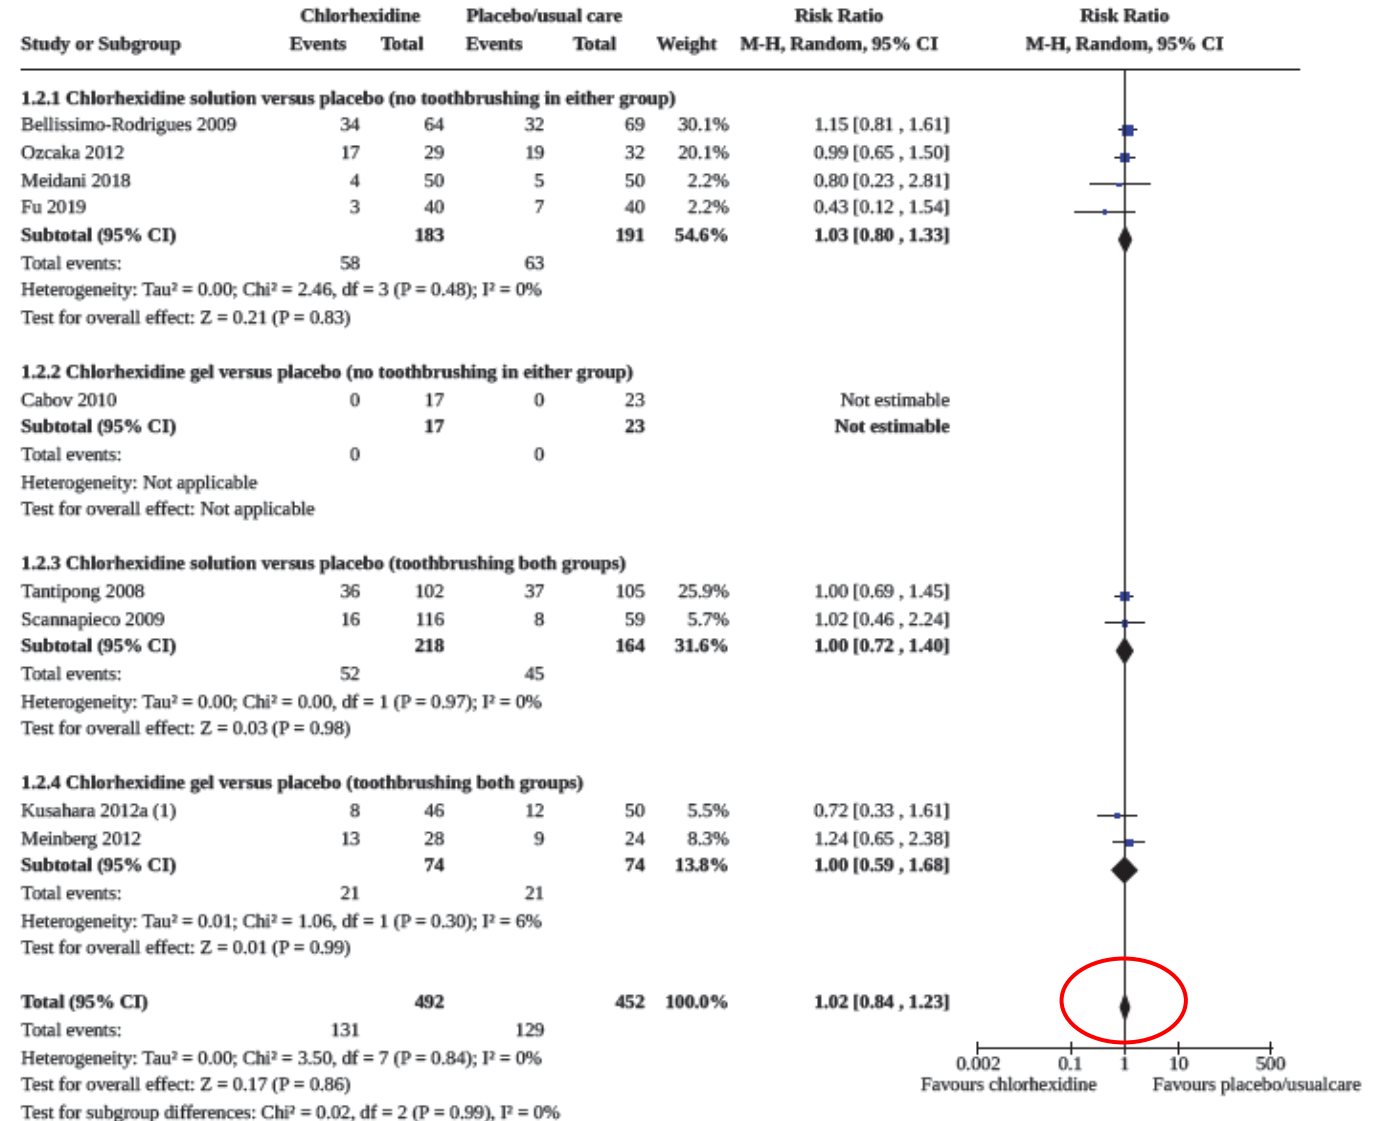 Chlorhexidine Placebo/usual care Risk Ratio Risk Ratio
Study or Subgroup Events Total Events Total Weight M-H, Random, 95% CI M-H, Random, 95% CI
1.2.1 Chlorhexidine solution versus placebo (no toothbrushing in either group)
Bellissimo-Rodrigues 2009 34 64 32 69 30.1% 1.15 [0.81 , 1.61]
Ozcaka 2012 17 29 19 32 20.1% 0.99 [0.65 , 1.50]
Meidani 2018 4 50 5 50 2.2% 0.80 [0.23 , 2.81]
Fu 2019 3 40 7 40 2.2% 0.43 [0.12 , 1.54]
Subtotal (95% CI) 183 191 54.6% 1.03 [0.80 , 1.33]
Total events: 58 63
Heterogeneity: Tau² = 0.00; Chi² = 2.46, df = 3 (P = 0.48); I² = 0%
Test for overall effect: Z = 0.21 (P = 0.83)
1.2.2 Chlorhexidine gel versus placebo (no toothbrushing in either group)
Cabov 2010 0 17 0 23 Not estimable
Subtotal (95% CI) 17 23 Not estimable
Total events: 0 0
Heterogeneity: Not applicable
Test for overall effect: Not applicable
1.2.3 Chlorhexidine solution versus placebo (toothbrushing both groups)
Tantipong 2008 36 102 37 105 25.9% 1.00 [0.69 , 1.45]
Scannapieco 2009 16 116 8 59 5.7% 1.02 [0.46 , 2.24]
Subtotal (95% CI) 218 164 31.6% 1.00 [0.72 , 1.40]
Total events: 52 45
Heterogeneity: Tau² = 0.00; Chi² = 0.00, df = 1 (P = 0.97); I² = 0%
Test for overall effect: Z = 0.03 (P = 0.98)
1.2.4 Chlorhexidine gel versus placebo (toothbrushing both groups)
Kusahara 2012a (1) 8 46 12 50 5.5% 0.72 [0.33 , 1.61]
Meinberg 2012 13 28 9 24 8.3% 1.24 [0.65 , 2.38]
Subtotal (95% CI) 74 74 13.8% 1.00 [0.59 , 1.68]
Total events: 21 21
Heterogeneity: Tau² = 0.01; Chi² = 1.06, df = 1 (P = 0.30); I² = 6%
Test for overall effect: Z = 0.01 (P = 0.99)
Total (95% CI) 492 452 100.0% 1.02 [0.84 , 1.23]
Total events: 131 129
Heterogeneity: Tau² = 0.00; Chi² = 3.50, df = 7 (P = 0.84); I² = 0%
0.002 0.1 1 10 500
Test for overall effect: Z = 0.17 (P = 0.86)
Favours chlorhexidine Favours placebo/usualcare
Test for subgroup differences: Chi² = 0.02, df = 2 (P = 0.99), I² = 0%